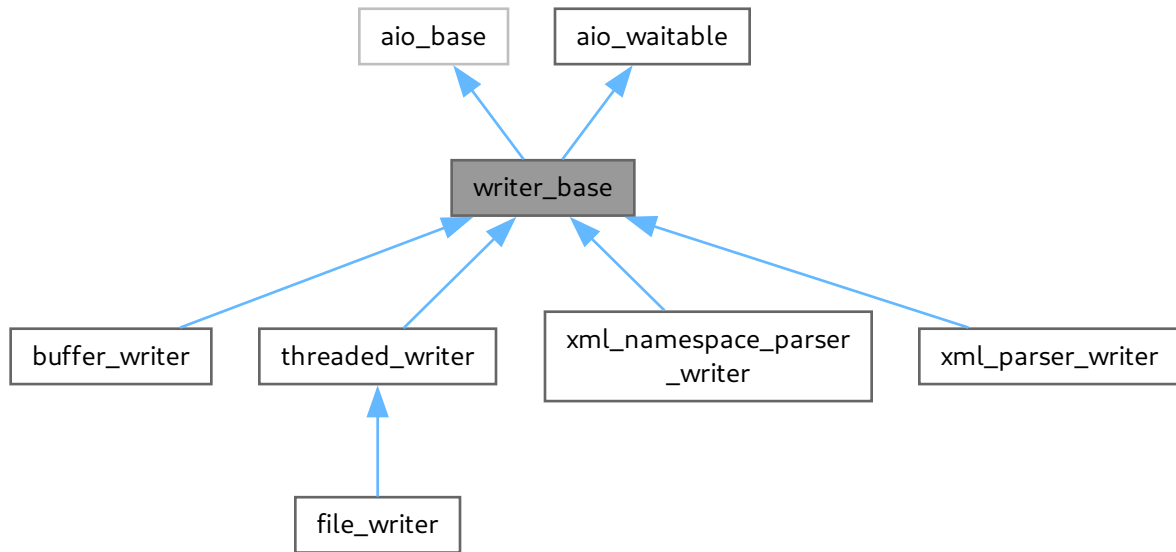 aio_base
aio_waitable
writer_base
buffer_writer
threaded_writer
xml_namespace_parser
_writer
xml_parser_writer
file_writer